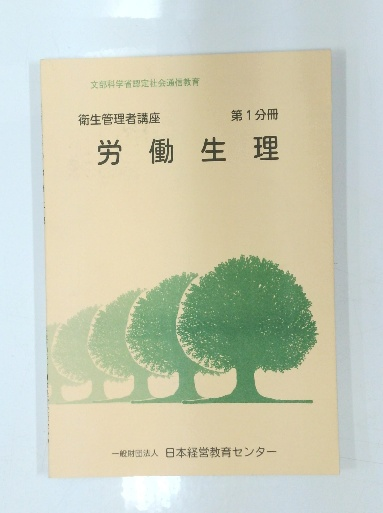 文部科学省認定社会通信教育
衛生管理者講座 第1分冊
労働生理
一般財団法人 日本経営教育センター